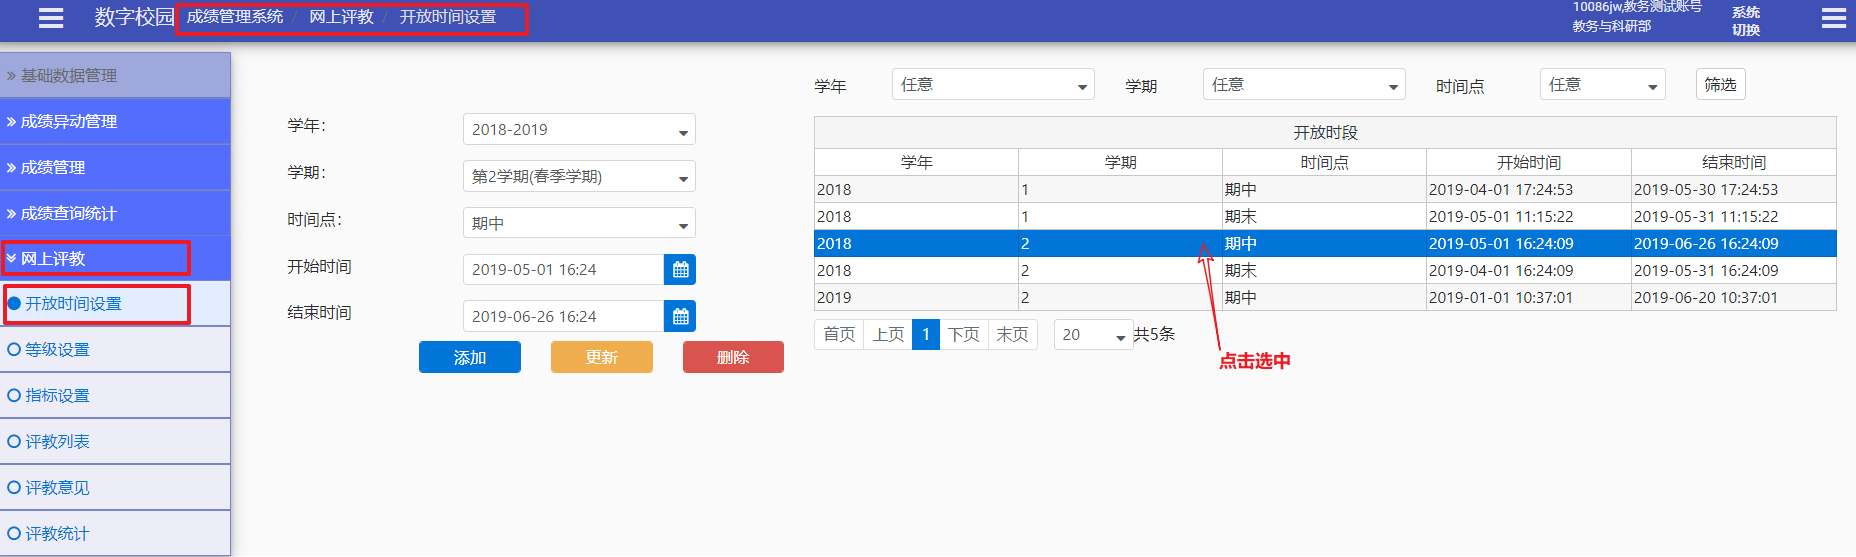 数字校园 成绩管理系统 / 网上评教 / 开放时间设置
10086jw,教务测试账号
教务与科研部
系统
切换
基础数据管理
成绩异动管理
成绩管理
成绩查询统计
网上评教
开放时间设置
等级设置
指标设置
评教列表
评教意见
评教统计
学年: 2018-2019
学期: 第2学期(春季学期)
时间点: 期中
开始时间 2019-05-01 16:24
结束时间 2019-06-26 16:24
添加 更新 删除
学年 任意 学期 任意 时间点 任意 筛选
开放时段
学年 学期 时间点 开始时间 结束时间
2018 1 期中 2019-04-01 17:24:53 2019-05-30 17:24:53
2018 1 期末 2019-05-01 11:15:22 2019-05-31 11:15:22
2018 2 期中 2019-05-01 16:24:09 2019-06-26 16:24:09
2018 2 期末 2019-04-01 16:24:09 2019-05-31 16:24:09
2019 2 期中 2019-01-01 10:37:01 2019-06-20 10:37:01
首页 上页 1 下页 末页 20 共5条
点击选中